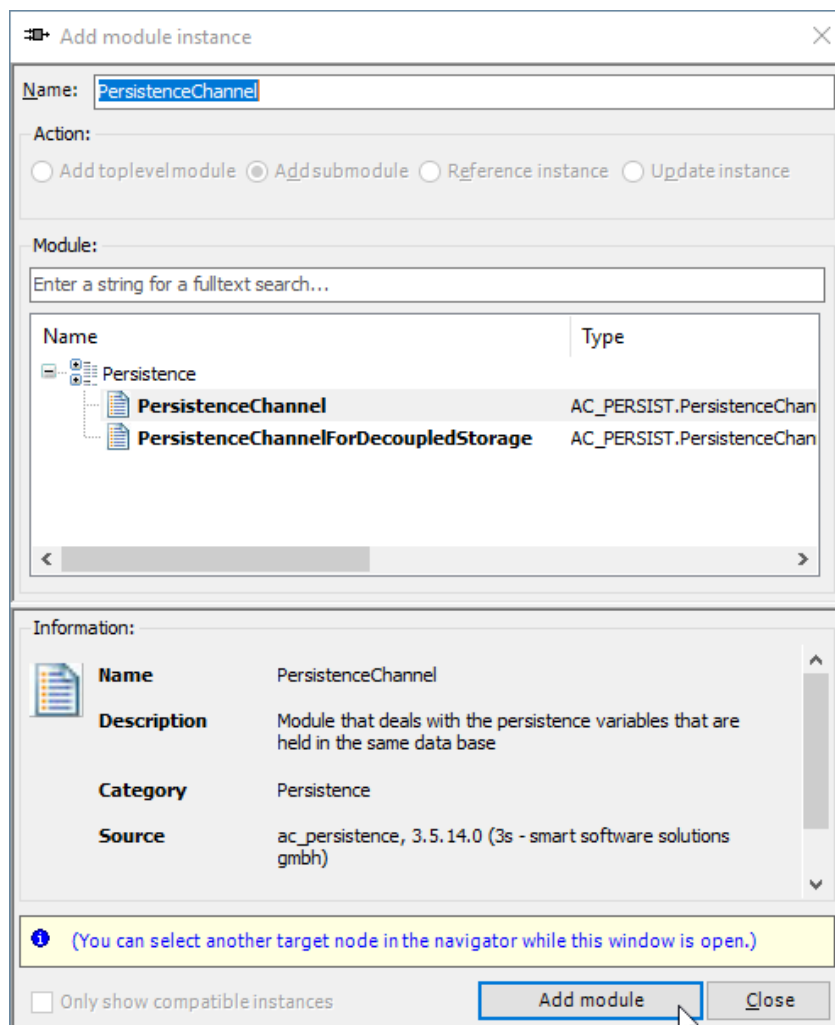 Add module instance
Name: PersistenceChannel
Action:
Add toplevel module Add submodule Reference instance Update instance
Module:
Enter a string for a fulltext search...
Name Type
Persistence
PersistenceChannel AC_PERSIST.PersistenceChan
PersistenceChannelForDecoupledStorage AC_PERSIST.PersistenceChan
Information:
Name PersistenceChannel
Description Module that deals with the persistence variables that are
held in the same data base
Category Persistence
Source ac_persistence, 3.5.14.0 (3s - smart software solutions
gmbh)
(You can select another target node in the navigator while this window is open.)
Only show compatible instances Add module Close